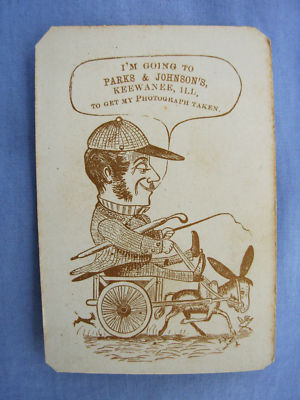 I'M GOING TO
PARKS & JOHNSON'S,
KEEWANEE, ILL,
TO GET MY PHOTOGRAPH TAKEN.